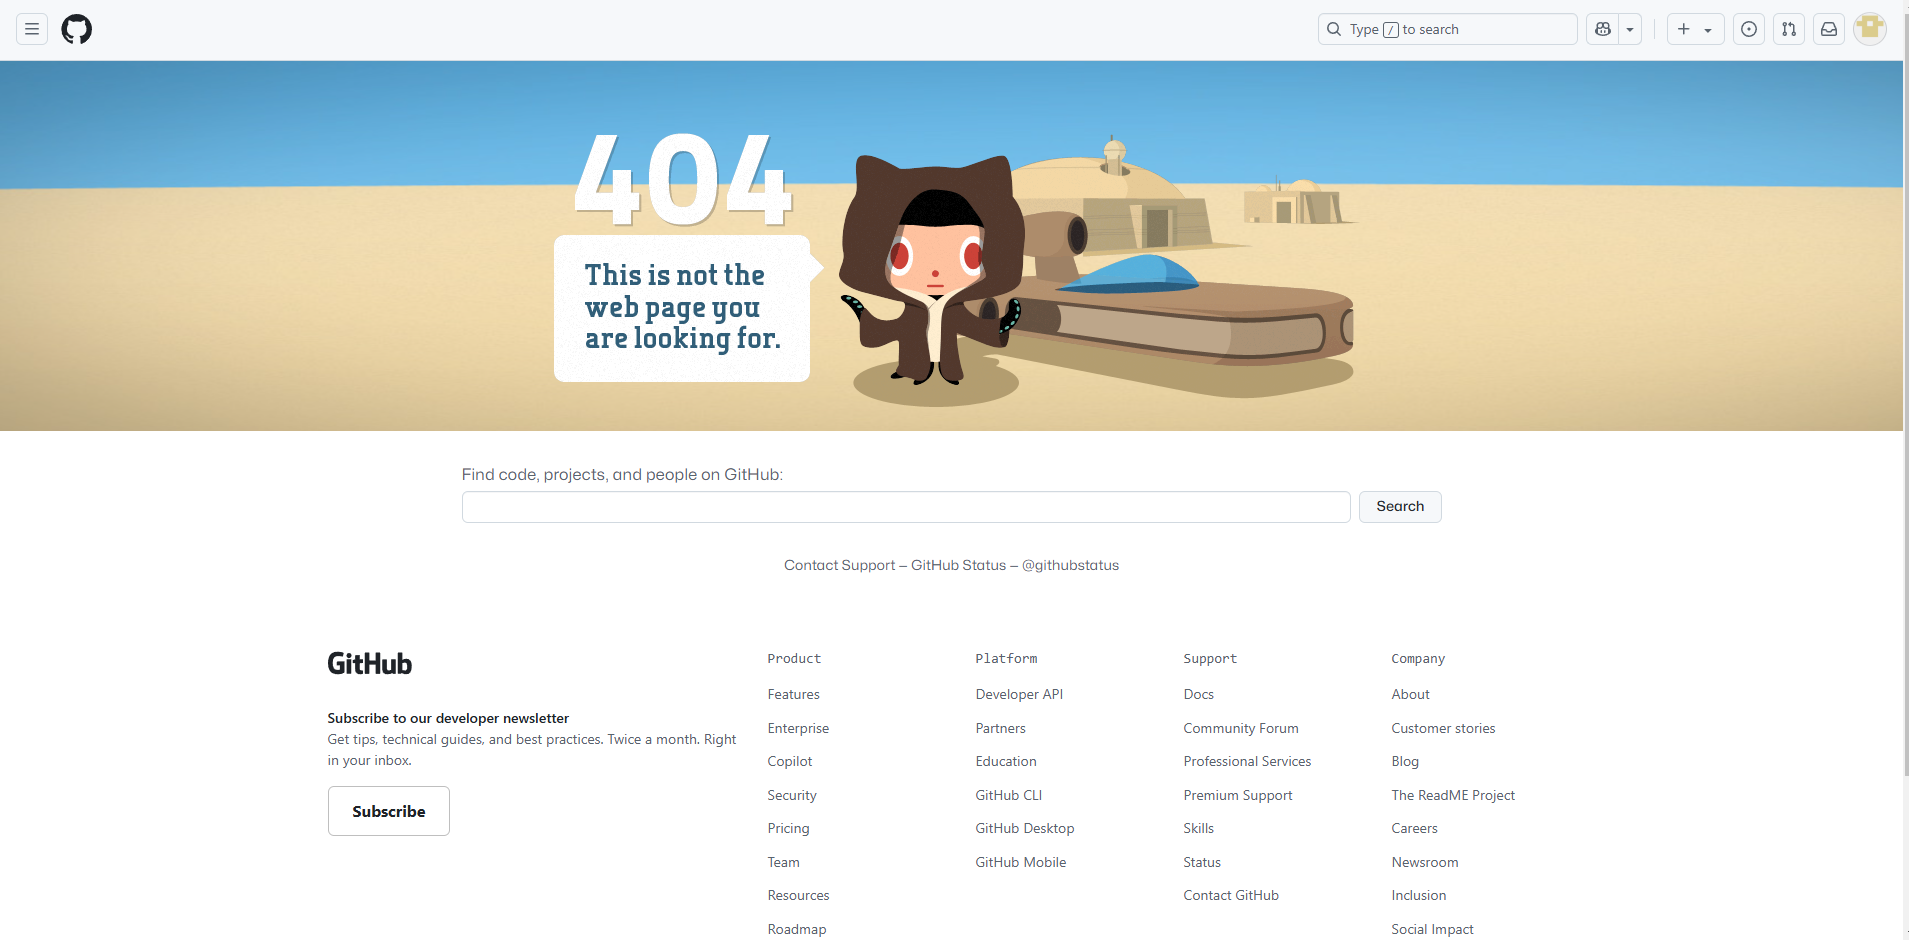 Type / to search
404
This is not the
web page you
are looking for.
Find code, projects, and people on GitHub:
Search
Contact Support — GitHub Status — @githubstatus
GitHub
Subscribe to our developer newsletter
Get tips, technical guides, and best practices. Twice a month. Right
in your inbox.
Subscribe
Product
Features
Enterprise
Copilot
Security
Pricing
Team
Resources
Roadmap
Platform
Developer API
Partners
Education
GitHub CLI
GitHub Desktop
GitHub Mobile
Support
Docs
Community Forum
Professional Services
Premium Support
Skills
Status
Contact GitHub
Company
About
Customer stories
Blog
The ReadME Project
Careers
Newsroom
Inclusion
Social Impact